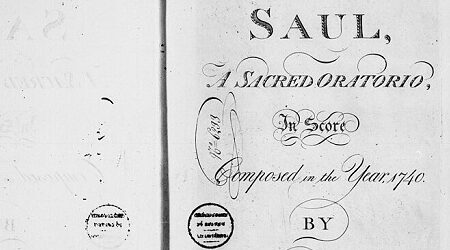 SAUL,
A SACRED ORATORIO,
In Score
Composed in the Year, 1740.
BY